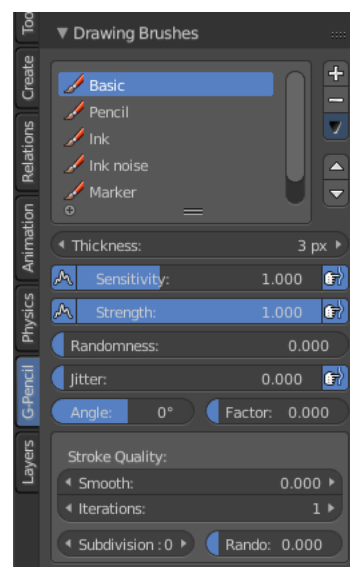 Too
Create
Relations
Animation
Physics
G-Pencil
Layers
Drawing Brushes
Basic
Pencil
Ink
Ink noise
Marker
Thickness: 3 px
Sensitivity: 1.000
Strength: 1.000
Randomness: 0.000
Jitter: 0.000
Angle: 0° Factor: 0.000
Stroke Quality:
Smooth: 0.000
Iterations: 1
Subdivision : 0 Rando: 0.000